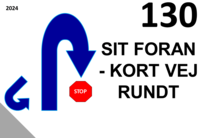 2024
130
SIT FORAN
- KORT VEJ
RUNDT
STOP